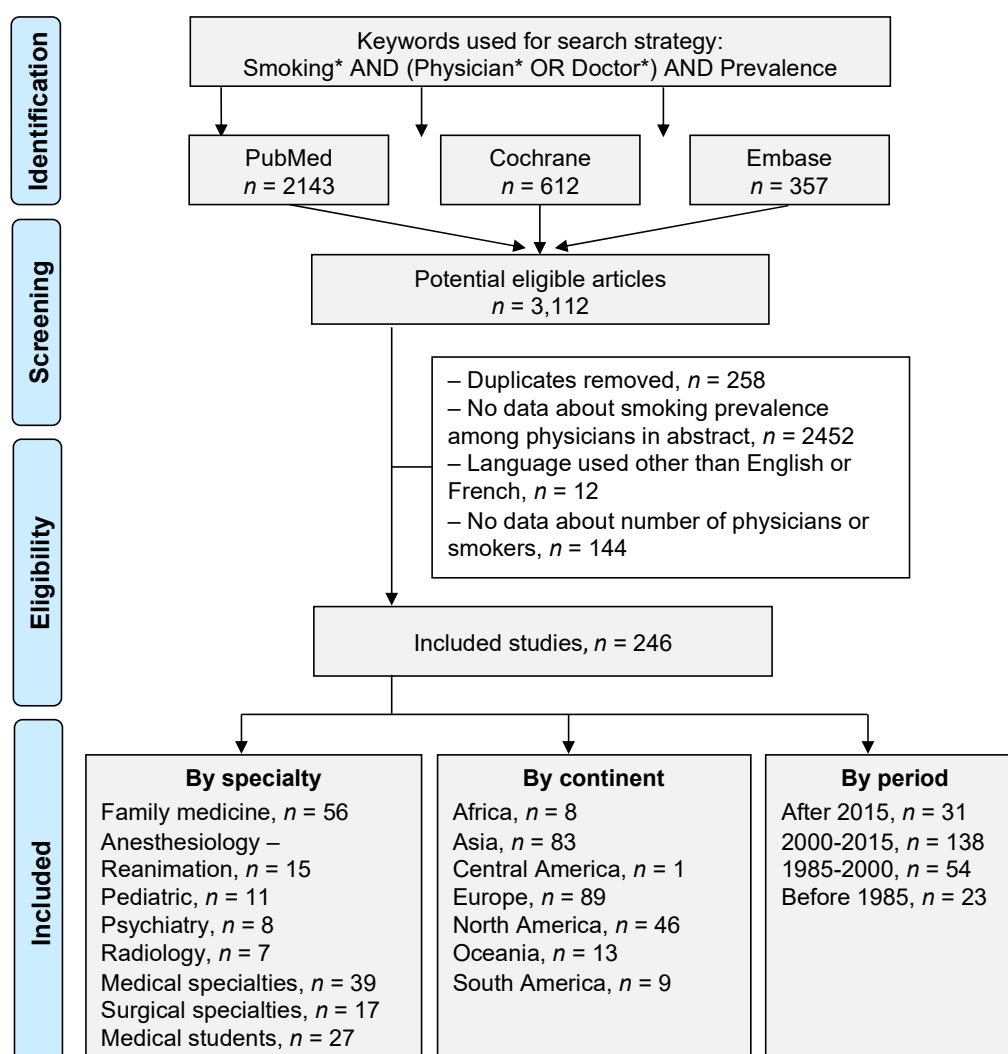 Identification
Keywords used for search strategy:
Smoking* AND (Physician* OR Doctor*) AND Prevalence
PubMed
n = 2143
Cochrane
n = 612
Embase
n = 357
Screening
Potential eligible articles
n = 3,112
– Duplicates removed, n = 258
– No data about smoking prevalence
among physicians in abstract, n = 2452
– Language used other than English or
French, n = 12
– No data about number of physicians or
smokers, n = 144
Eligibility
Included studies, n = 246
Included
By specialty
Family medicine, n = 56
Anesthesiology –
Reanimation, n = 15
Pediatric, n = 11
Psychiatry, n = 8
Radiology, n = 7
Medical specialties, n = 39
Surgical specialties, n = 17
Medical students, n = 27
By continent
Africa, n = 8
Asia, n = 83
Central America, n = 1
Europe, n = 89
North America, n = 46
Oceania, n = 13
South America, n = 9
By period
After 2015, n = 31
2000-2015, n = 138
1985-2000, n = 54
Before 1985, n = 23